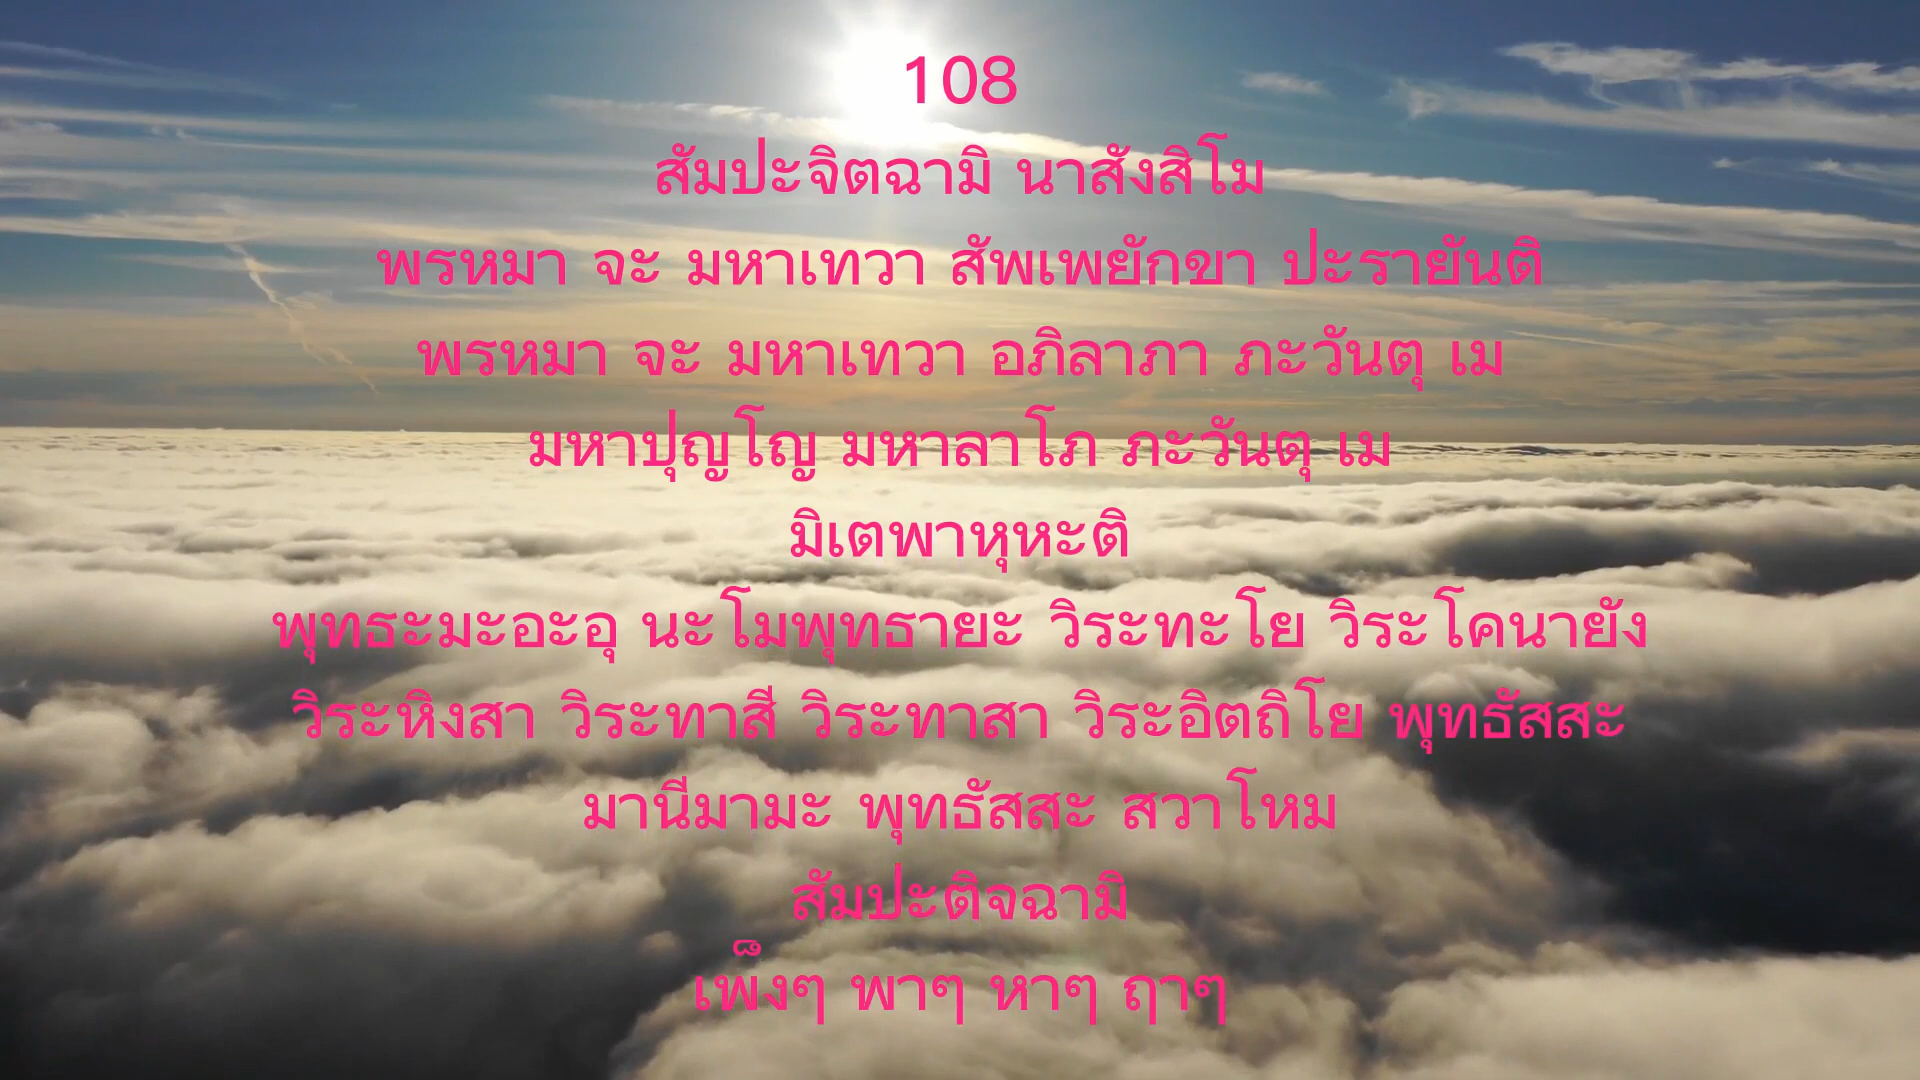 108
สัมปะจิตฉามิ นาสังสิโม
พรหมา จะ มหาเทวา สัพเพยักขา ปะรายันติ
พรหมา จะ มหาเทวา อภิลาภา ภะวันตุ เม
มหาปุญโญ มหาลาโภ ภะวันตุ เม
มิเตพาหุหะติ
พุทธะมะอะอุ นะโมพุทธายะ วิระทะโย วิระโคนายัง
วิระหิงสา วิระทาสี วิระทาสา วิระอิตถิโย พุทธัสสะ
มานีมามะ พุทธัสสะ สวาโหม
สัมปะติจฉามิ
เพ็งๆ พาๆ หาๆ ฤาๆ